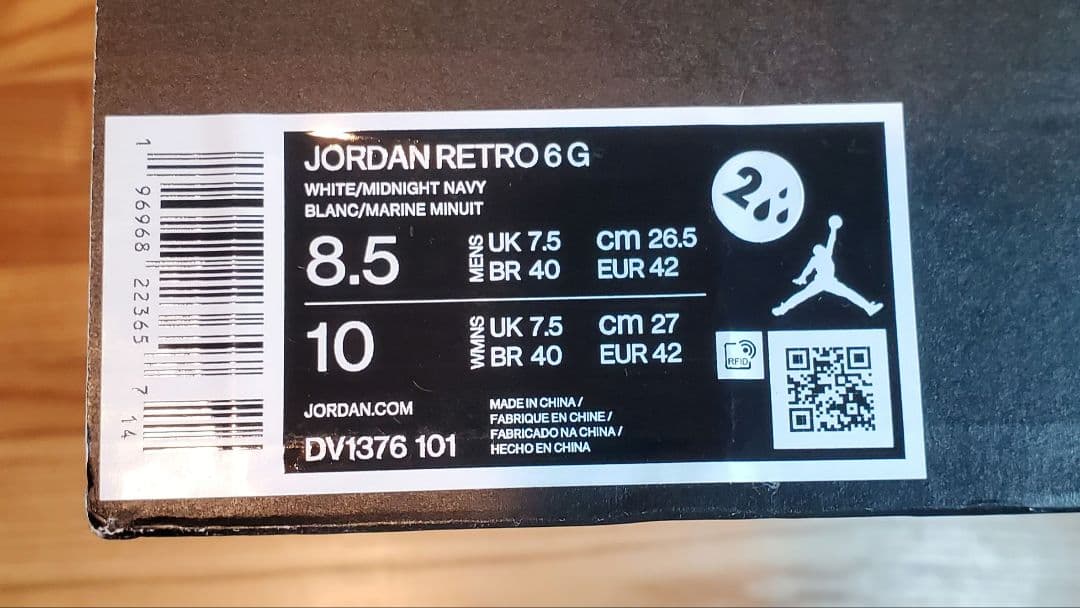 1 96968 22365 7 14
JORDAN RETRO 6 G
WHITE/MIDNIGHT NAVY
BLANC/MARINE MINUIT
8.5 MENS UK 7.5 cm 26.5
BR 40 EUR 42
10 WMNS UK 7.5 cm 27
BR 40 EUR 42
JORDAN.COM
DV1376 101
MADE IN CHINA /
FABRIQUE EN CHINE /
FABRICADO NA CHINA /
HECHO EN CHINA
2
RFID